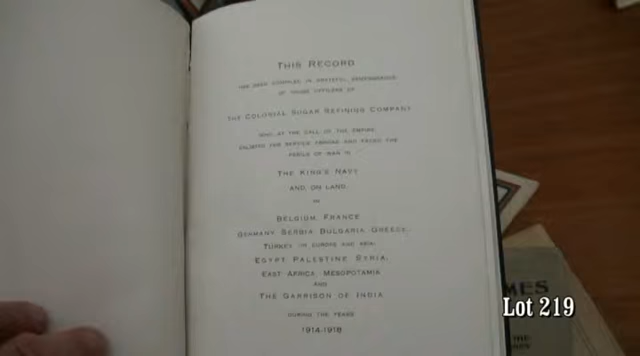 THIS RECORD
HAS BEEN COMPILED IN GRATEFUL REMEMBRANCE
OF THOSE OFFICERS OF
THE COLONIAL SUGAR REFINING COMPANY
WHO, AT THE CALL OF THE EMPIRE,
ENLISTED FOR SERVICE ABROAD AND FACED THE
PERILS OF WAR IN
THE KING'S NAVY
AND ON LAND
IN
BELGIUM, FRANCE,
GERMANY, SERBIA, BULGARIA, GREECE,
TURKEY IN EUROPE AND ASIA,
EGYPT, PALESTINE, SYRIA,
EAST AFRICA, MESOPOTAMIA
AND
THE GARRISON OF INDIA
DURING THE YEARS
1914-1918
MES
Lot 219